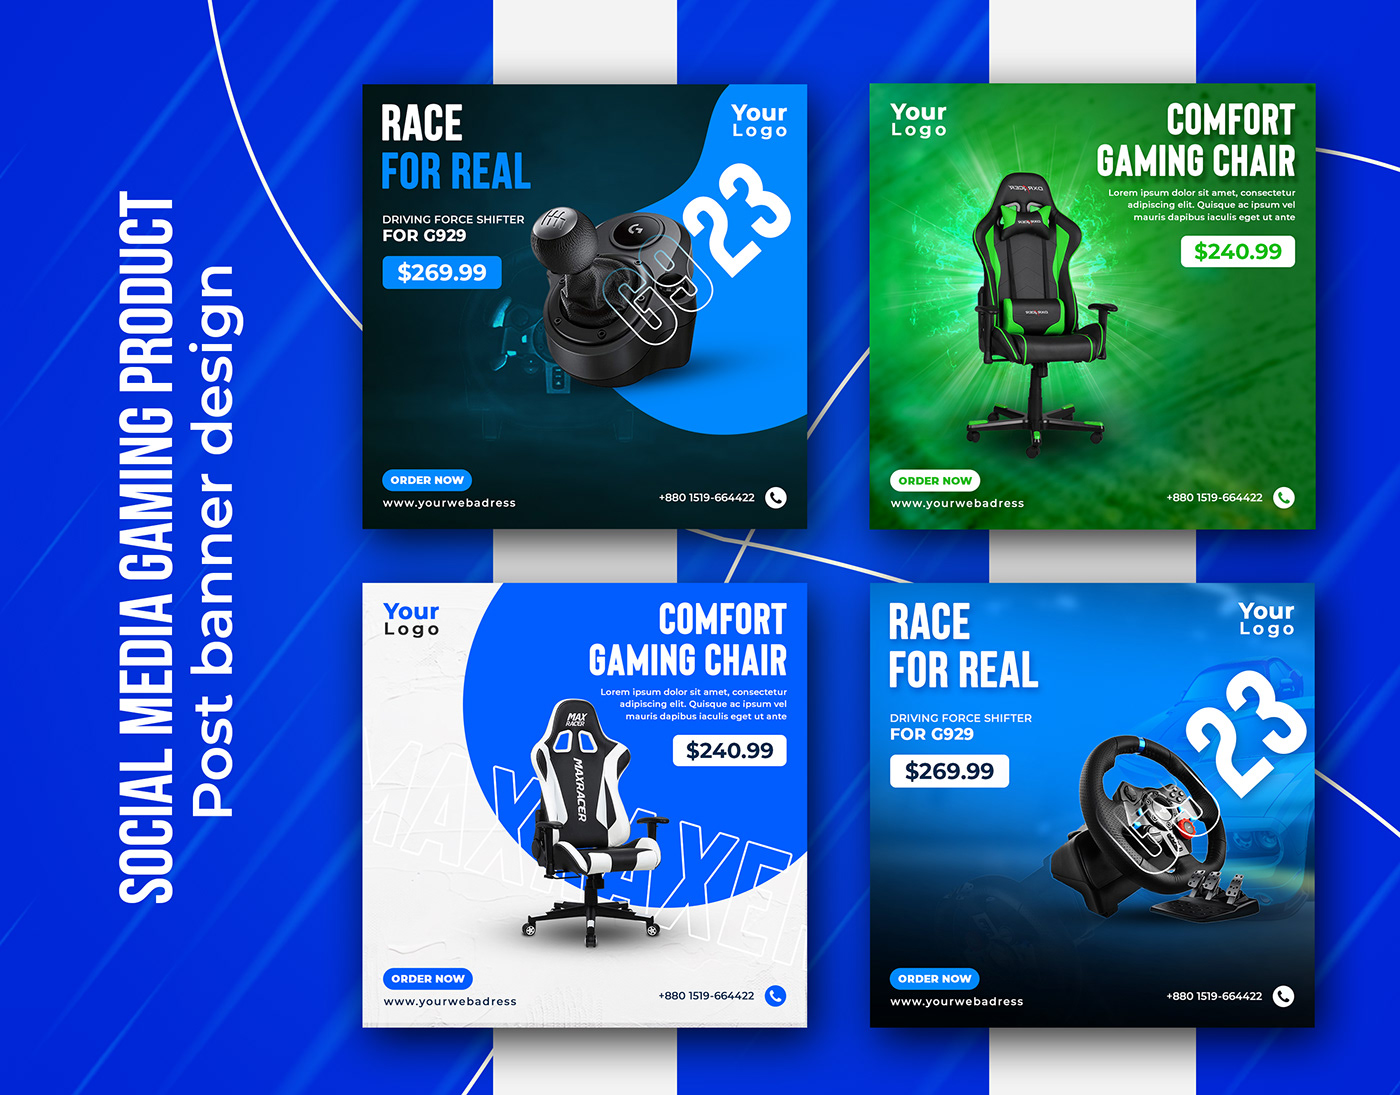 SOCIAL MEDIA GAMING PRODUCT
Post banner design
RACE
FOR REAL
DRIVING FORCE SHIFTER
FOR G929
$269.99
Your
Logo
G923
G
ORDER NOW
www.yourwebadress
+880 1519-664422
Your
Logo
COMFORT
GAMING CHAIR
Lorem ipsum dolor sit amet, consectetur
adipiscing elit. Quisque ac ipsum vel
mauris dapibus iaculis eget ut ante
$240.99
ORDER NOW
www.yourwebadress
+880 1519-664422
Your
Logo
COMFORT
GAMING CHAIR
Lorem ipsum dolor sit amet, consectetur
adipiscing elit. Quisque ac ipsum vel
mauris dapibus iaculis eget ut ante
$240.99
MAX
RACER
MAXRACER
ORDER NOW
www.yourwebadress
+880 1519-664422
RACE
FOR REAL
DRIVING FORCE SHIFTER
FOR G929
$269.99
Your
Logo
G923
ORDER NOW
www.yourwebadress
+880 1519-664422